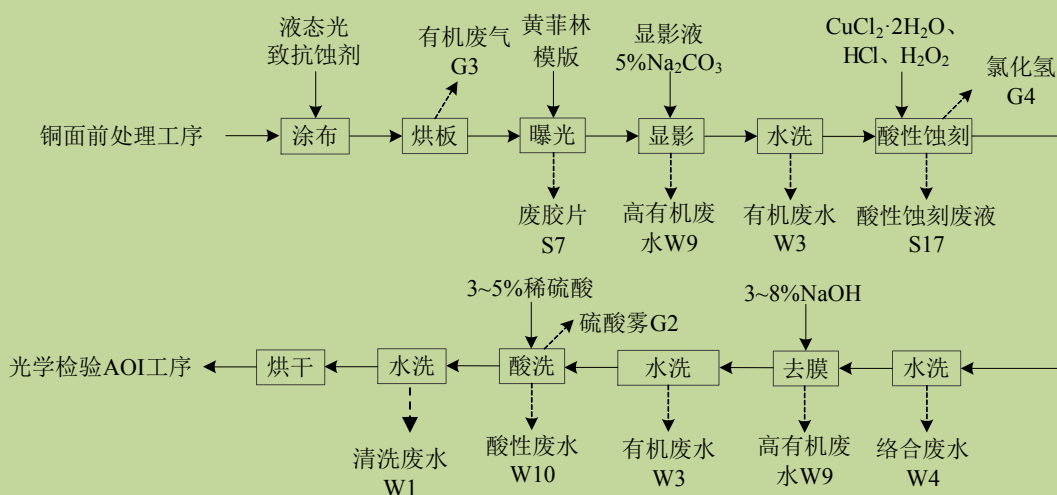 液态光
致抗蚀剂
有机废气
G3
黄菲林
模版
显影液
5%Na₂CO₃
CuCl₂·2H₂O、
HCl、H₂O₂
氯化氢
G4
铜面前处理工序
涂布
烘板
曝光
显影
水洗
酸性蚀刻
废胶片
S7
高有机废
水W9
有机废水
W3
酸性蚀刻废液
S17
3~5%稀硫酸
硫酸雾G2
3~8%NaOH
光学检验AOI工序
烘干
水洗
酸洗
水洗
去膜
水洗
清洗废水
W1
酸性废水
W10
有机废水
W3
高有机废
水W9
络合废水
W4